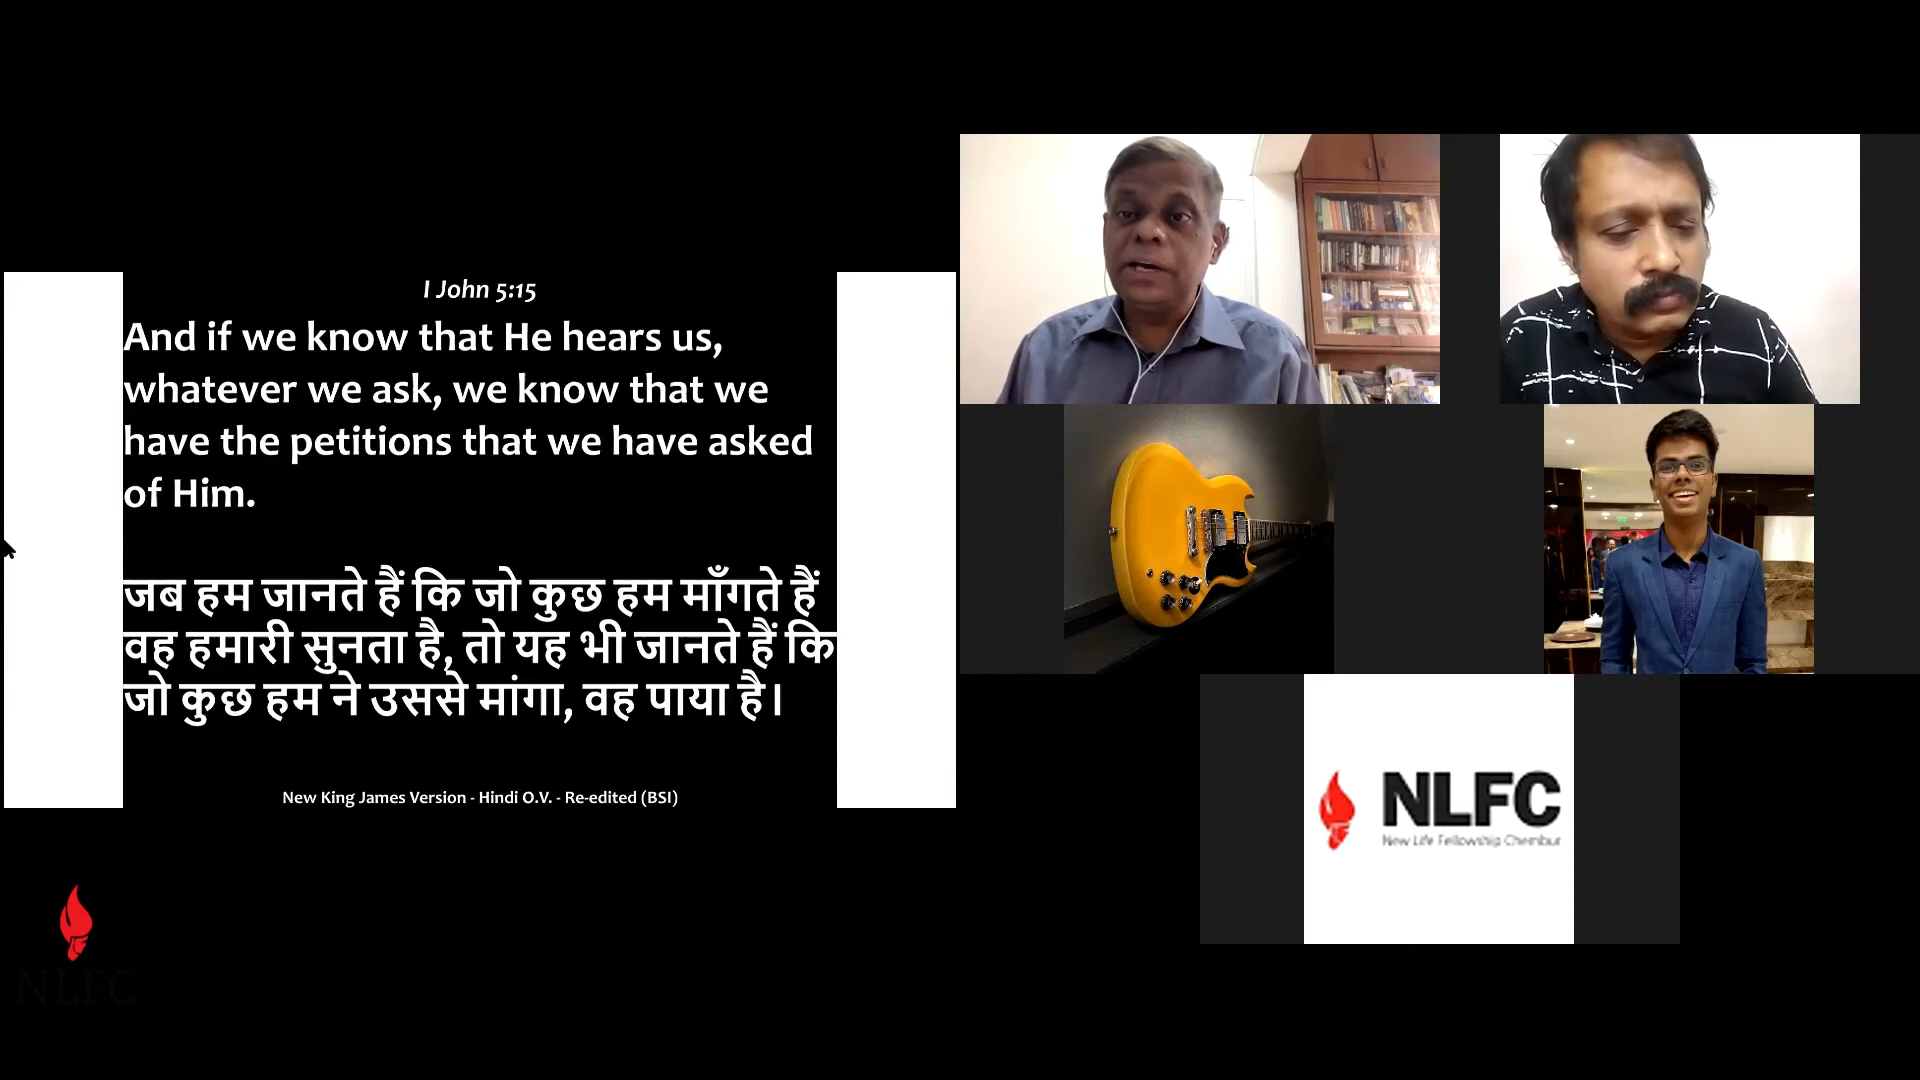 I John 5:15
And if we know that He hears us,
whatever we ask, we know that we
have the petitions that we have asked
of Him.
जब हम जानते हैं कि जो कुछ हम माँगते हैं
वह हमारी सुनता है, तो यह भी जानते हैं कि
जो कुछ हम ने उससे मांगा, वह पाया है।
New King James Version - Hindi O.V. - Re-edited (BSI)
NLFC
NLFC
New Life Fellowship Chembur